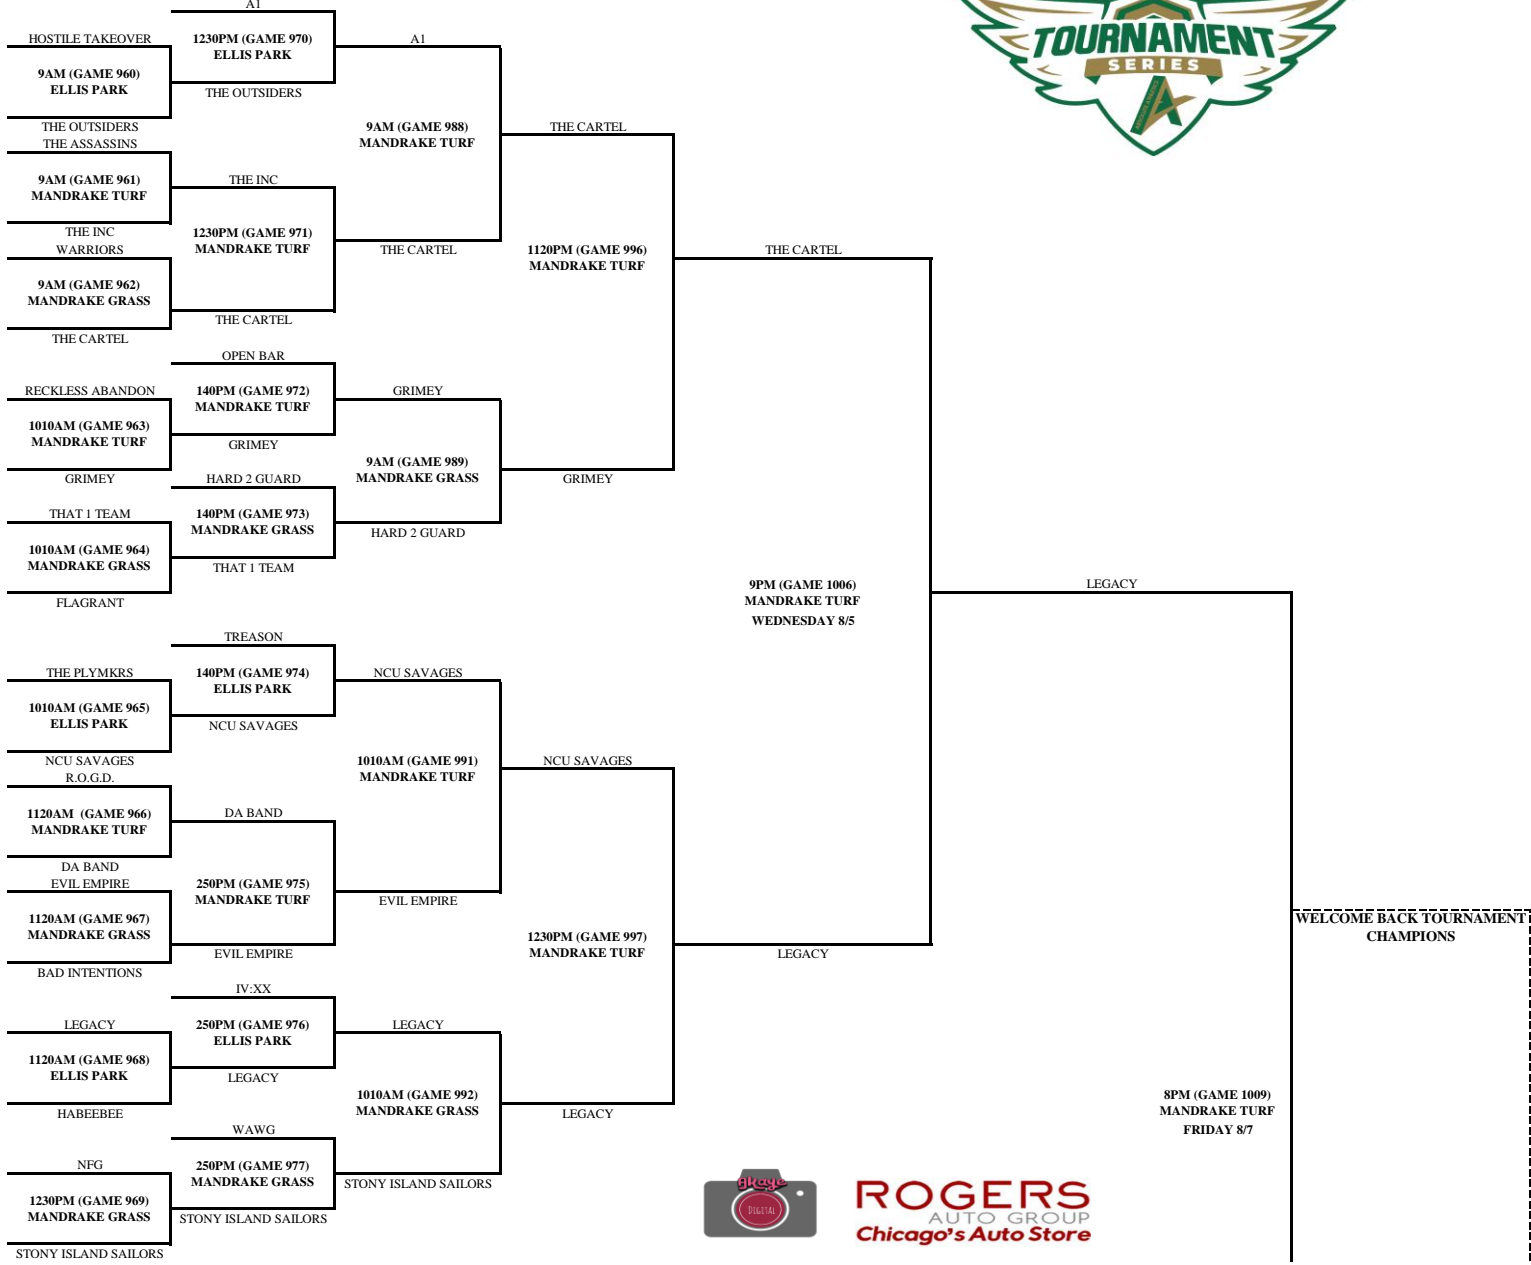 A1
HOSTILE TAKEOVER
1230PM (GAME 970)
ELLIS PARK
A1
9AM (GAME 960)
ELLIS PARK
THE OUTSIDERS
THE OUTSIDERS
THE ASSASSINS
9AM (GAME 988)
MANDRAKE TURF
THE CARTEL
9AM (GAME 961)
MANDRAKE TURF
THE INC
THE INC
WARRIORS
1230PM (GAME 971)
MANDRAKE TURF
THE CARTEL
1120PM (GAME 996)
MANDRAKE TURF
THE CARTEL
9AM (GAME 962)
MANDRAKE GRASS
THE CARTEL
THE CARTEL
OPEN BAR
RECKLESS ABANDON
140PM (GAME 972)
MANDRAKE TURF
GRIMEY
1010AM (GAME 963)
MANDRAKE TURF
GRIMEY
GRIMEY
9AM (GAME 989)
MANDRAKE GRASS
GRIMEY
HARD 2 GUARD
THAT 1 TEAM
140PM (GAME 973)
MANDRAKE GRASS
HARD 2 GUARD
1010AM (GAME 964)
MANDRAKE GRASS
THAT 1 TEAM
FLAGRANT
9PM (GAME 1006)
MANDRAKE TURF
WEDNESDAY 8/5
LEGACY
TREASON
THE PLYMKRS
140PM (GAME 974)
ELLIS PARK
NCU SAVAGES
1010AM (GAME 965)
ELLIS PARK
NCU SAVAGES
NCU SAVAGES
R.O.G.D.
1010AM (GAME 991)
MANDRAKE TURF
NCU SAVAGES
1120AM (GAME 966)
MANDRAKE TURF
DA BAND
DA BAND
EVIL EMPIRE
250PM (GAME 975)
MANDRAKE TURF
EVIL EMPIRE
1120AM (GAME 967)
MANDRAKE GRASS
EVIL EMPIRE
BAD INTENTIONS
1230PM (GAME 997)
MANDRAKE TURF
LEGACY
WELCOME BACK TOURNAMENT
CHAMPIONS
IV:XX
LEGACY
250PM (GAME 976)
ELLIS PARK
LEGACY
1120AM (GAME 968)
ELLIS PARK
LEGACY
HABEEBEE
1010AM (GAME 992)
MANDRAKE GRASS
LEGACY
8PM (GAME 1009)
MANDRAKE TURF
FRIDAY 8/7
WAWG
NFG
250PM (GAME 977)
MANDRAKE GRASS
STONY ISLAND SAILORS
1230PM (GAME 969)
MANDRAKE GRASS
STONY ISLAND SAILORS
STONY ISLAND SAILORS
TOURNAMENT
SERIES
DIGITAL
ROGERS
AUTO GROUP
Chicago's Auto Store